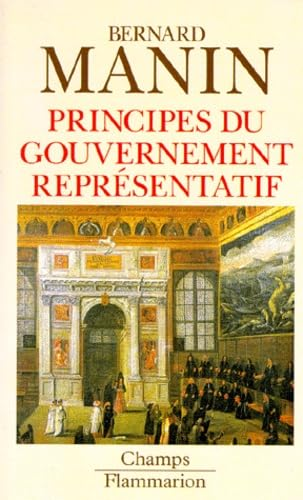 BERNARD
MANIN
PRINCIPES DU
GOUVERNEMENT
REPRÉSENTATIF
Champs
Flammarion